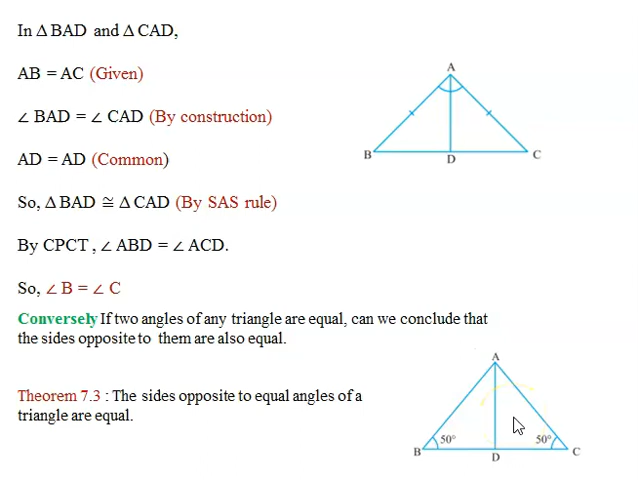 In Δ BAD and Δ CAD,
AB = AC (Given)
∠ BAD = ∠ CAD (By construction)
AD = AD (Common)
So, Δ BAD ≅ Δ CAD (By SAS rule)
By CPCT , ∠ ABD = ∠ ACD.
So, ∠ B = ∠ C
A
B
D
C
Conversely If two angles of any triangle are equal, can we conclude that
the sides opposite to them are also equal.
Theorem 7.3 : The sides opposite to equal angles of a
triangle are equal.
A
50°
50°
B
D
C